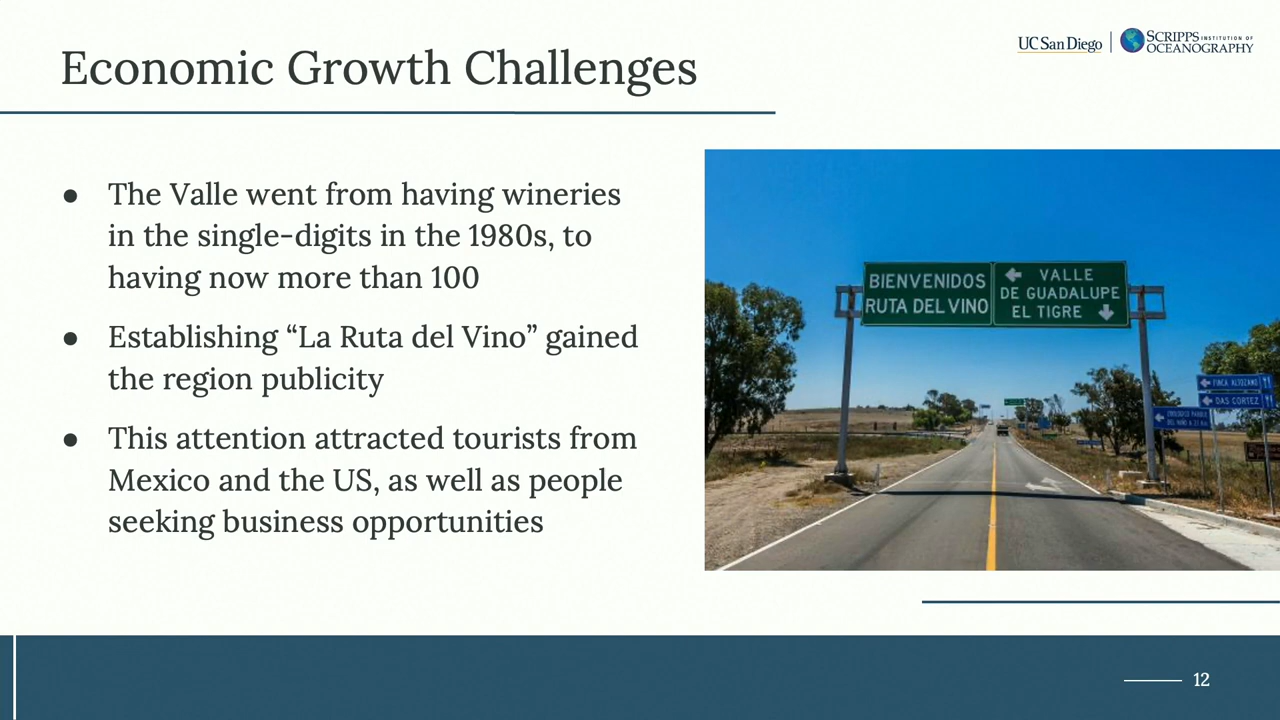 Economic Growth Challenges
UC San Diego
SCRIPPS INSTITUTION OF
OCEANOGRAPHY
● The Valle went from having wineries
in the single-digits in the 1980s, to
having now more than 100
● Establishing “La Ruta del Vino” gained
the region publicity
● This attention attracted tourists from
Mexico and the US, as well as people
seeking business opportunities
BIENVENIDOS
RUTA DEL VINO
VALLE
DE GUADALUPE
EL TIGRE
FINCA ALTOZANO
DAS CORTEZ
12